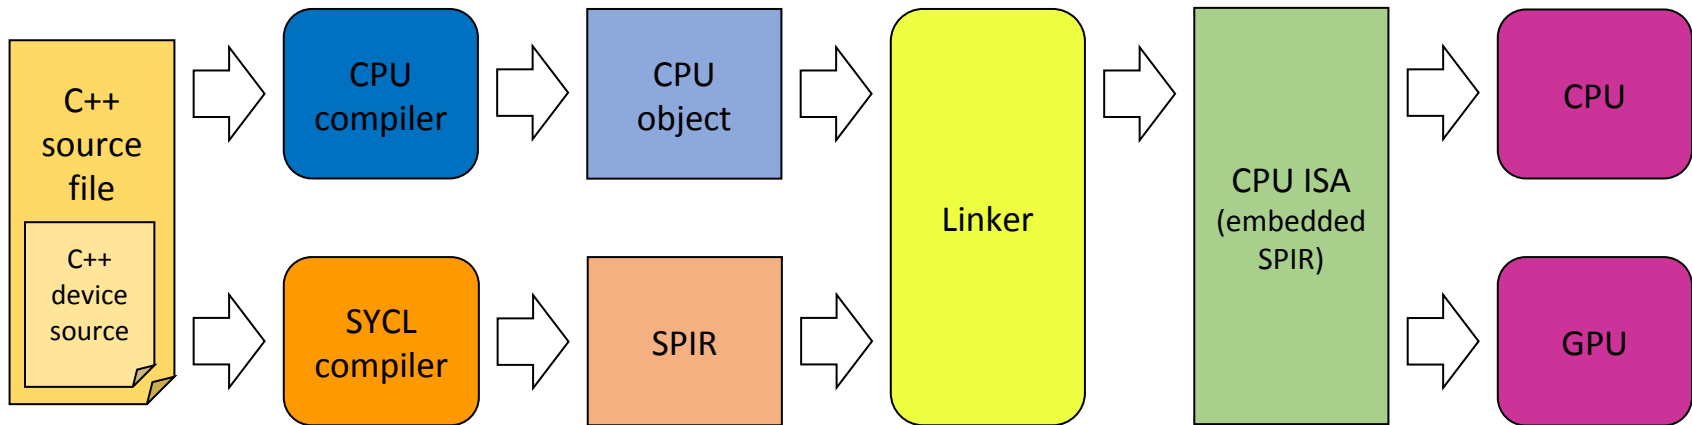 C++
source
file
C++
device
source
CPU
compiler
SYCL
compiler
CPU
object
SPIR
Linker
CPU ISA
(embedded
SPIR)
CPU
GPU